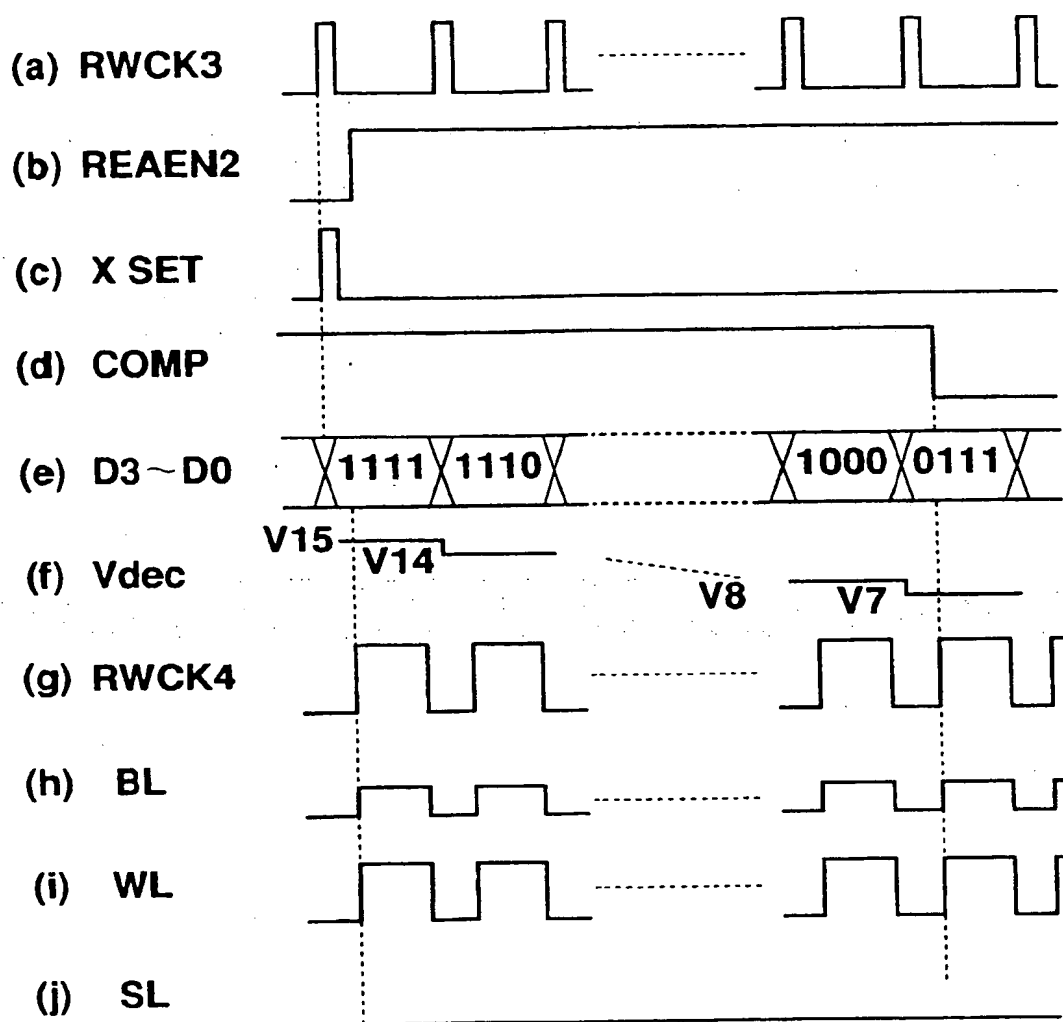 (a) RWCK3
(b) REAEN2
(c) X SET
(d) COMP
(e) D3~D0 1111 1110 1000 0111
(f) Vdec V15 V14 V8 V7
(g) RWCK4
(h) BL
(i) WL
(j) SL